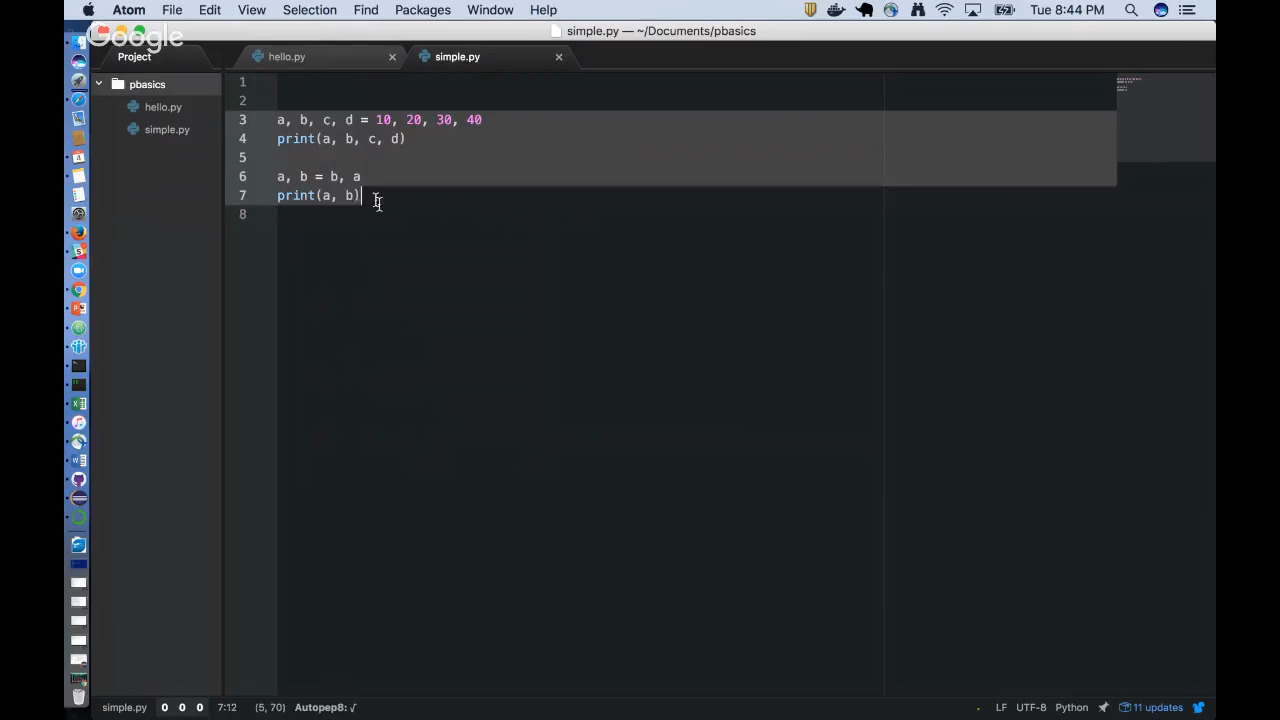 Atom File Edit View Selection Find Packages Window Help Tue 8:44 PM
Google
simple.py — ~/Documents/pbasics
Project
hello.py
simple.py
pbasics
hello.py
simple.py
1
2
3 a, b, c, d = 10, 20, 30, 40
4 print(a, b, c, d)
5
6 a, b = b, a
7 print(a, b)
8
simple.py 0 0 0 7:12 (5, 70) Autopep8: √ LF UTF-8 Python 11 updates